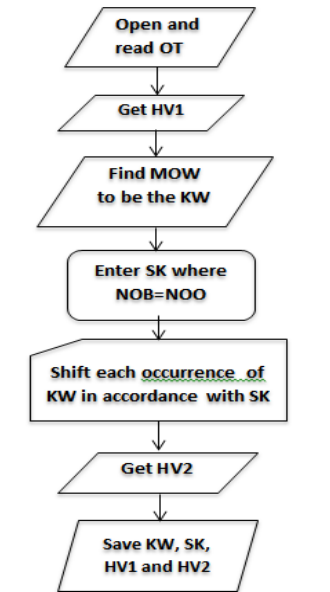 Open and
read OT
Get HV1
Find MOW
to be the KW
Enter SK where
NOB=NOO
Shift each occurrence of
KW in accordance with SK
Get HV2
Save KW, SK,
HV1 and HV2